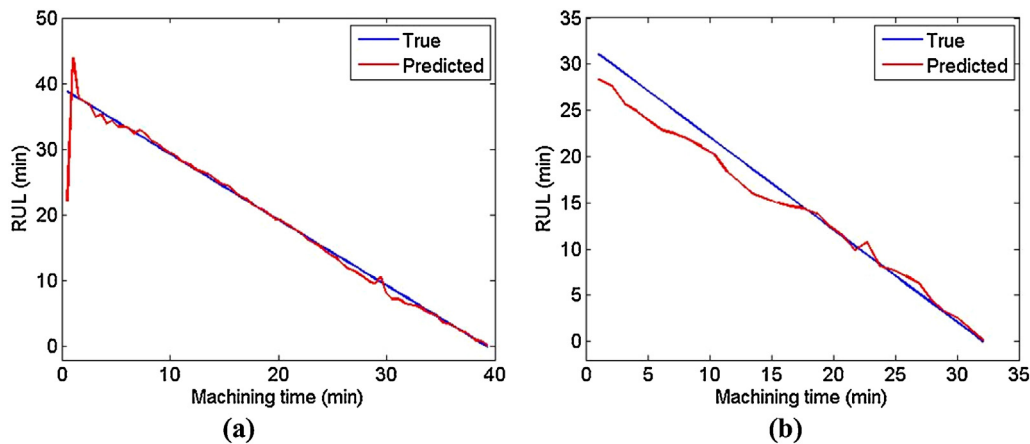 50
40
30
20
10
0
RUL (min)
True
Predicted
0 10 20 30 40
Machining time (min)
(a)
35
30
25
20
15
10
5
0
RUL (min)
True
Predicted
0 5 10 15 20 25 30 35
Machining time (min)
(b)